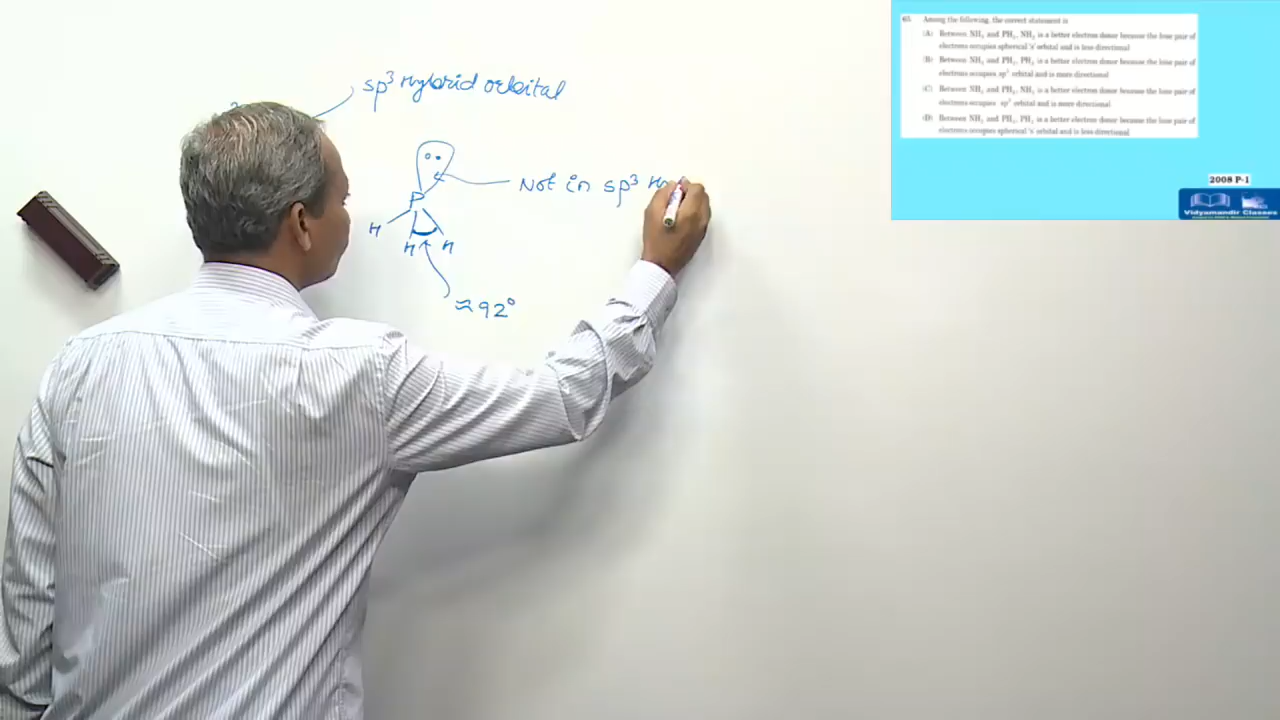 sp³ Hybrid orbital
Not in sp³ Hy
P
H
H H
≈92°
65. Among the following, the correct statement is
(A) Between NH₃ and PH₃, NH₃ is a better electron donor because the lone pair of
electrons occupies spherical 's' orbital and is less directional
(B) Between NH₃ and PH₃, PH₃ is a better electron donor because the lone pair of
electrons occupies sp³ orbital and is more directional
(C) Between NH₃ and PH₃, NH₃ is a better electron donor because the lone pair of
electrons occupies sp³ orbital and is more directional
(D) Between NH₃ and PH₃, PH₃ is a better electron donor because the lone pair of
electrons occupies spherical 's' orbital and is less directional
2008 P-1
Vidyamandir Classes